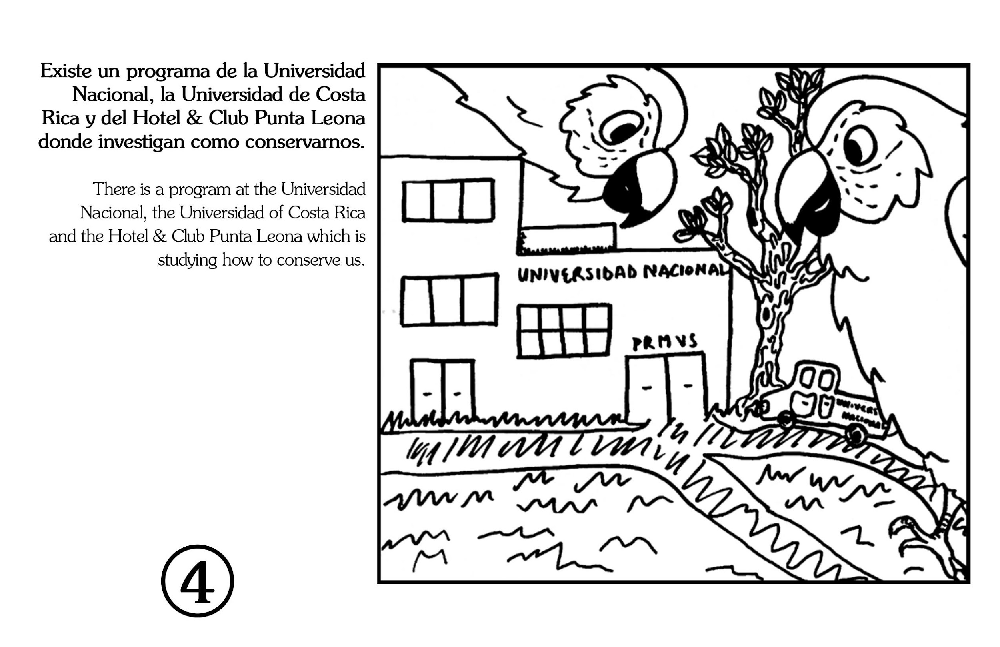 Existe un programa de la Universidad
Nacional, la Universidad de Costa
Rica y del Hotel & Club Punta Leona
donde investigan como conservarnos.
There is a program at the Universidad
Nacional, the Universidad of Costa Rica
and the Hotel & Club Punta Leona which is
studying how to conserve us.
4
UNIVERSIDAD NACIONAL
PRMVS
UNIVERS
NACIONAL